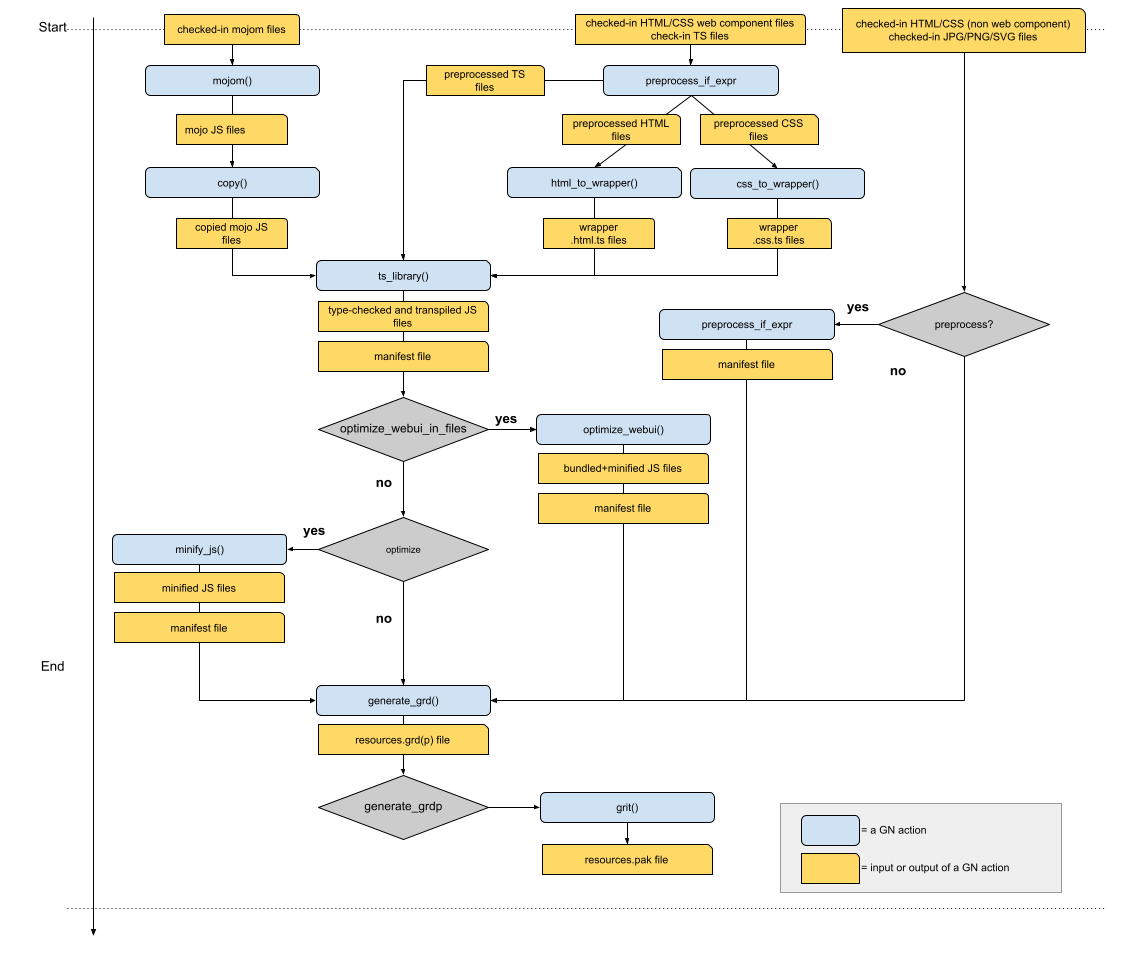 Start
checked-in mojom files
checked-in HTML/CSS web component files
check-in TS files
checked-in HTML/CSS (non web component)
checked-in JPG/PNG/SVG files
mojom()
preprocessed TS
files
preprocess_if_expr
mojo JS files
preprocessed HTML
files
preprocessed CSS
files
copy()
html_to_wrapper()
css_to_wrapper()
copied mojo JS
files
wrapper
.html.ts files
wrapper
.css.ts files
ts_library()
type-checked and transpiled JS
files
manifest file
yes
preprocess_if_expr
preprocess?
manifest file
no
optimize_webui_in_files
yes
optimize_webui()
bundled+minified JS files
manifest file
no
yes
optimize
minify_js()
minified JS files
manifest file
no
End
generate_grd()
resources.grd(p) file
generate_grdp
grit()
resources.pak file
= a GN action
= input or output of a GN action